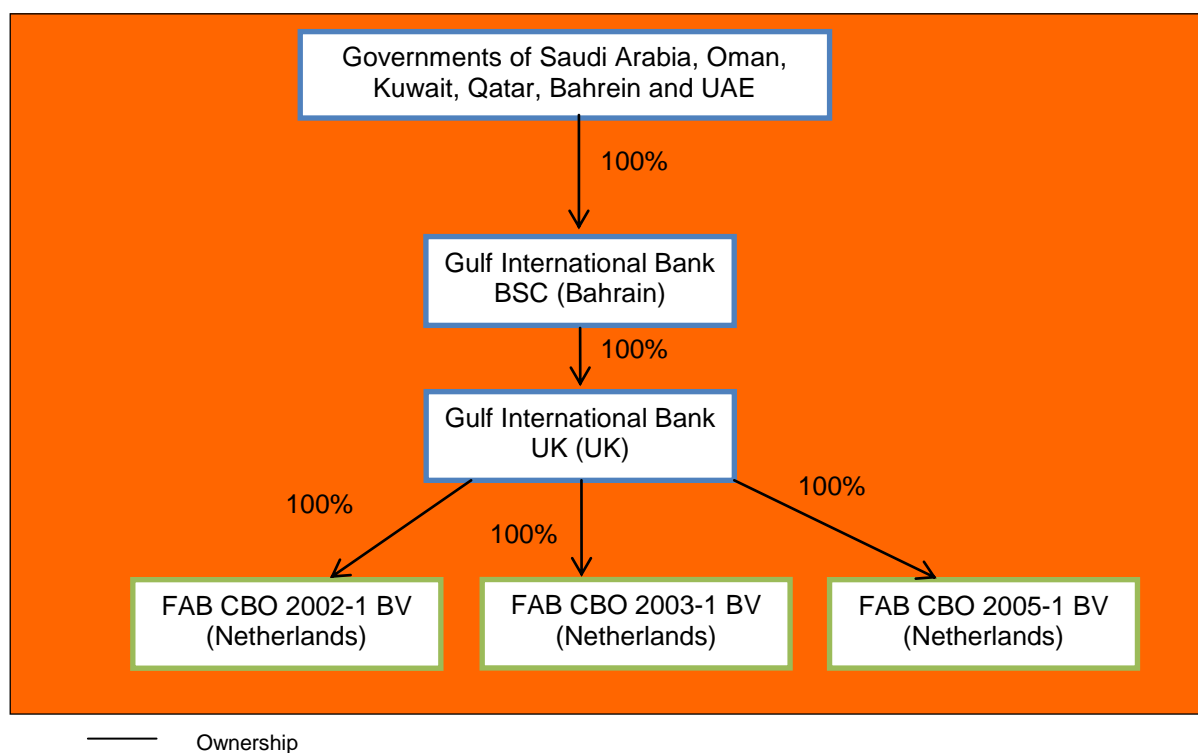 Governments of Saudi Arabia, Oman,
Kuwait, Qatar, Bahrein and UAE
100%
Gulf International Bank
BSC (Bahrain)
100%
Gulf International Bank
UK (UK)
100%
100%
100%
FAB CBO 2002-1 BV
(Netherlands)
FAB CBO 2003-1 BV
(Netherlands)
FAB CBO 2005-1 BV
(Netherlands)
Ownership